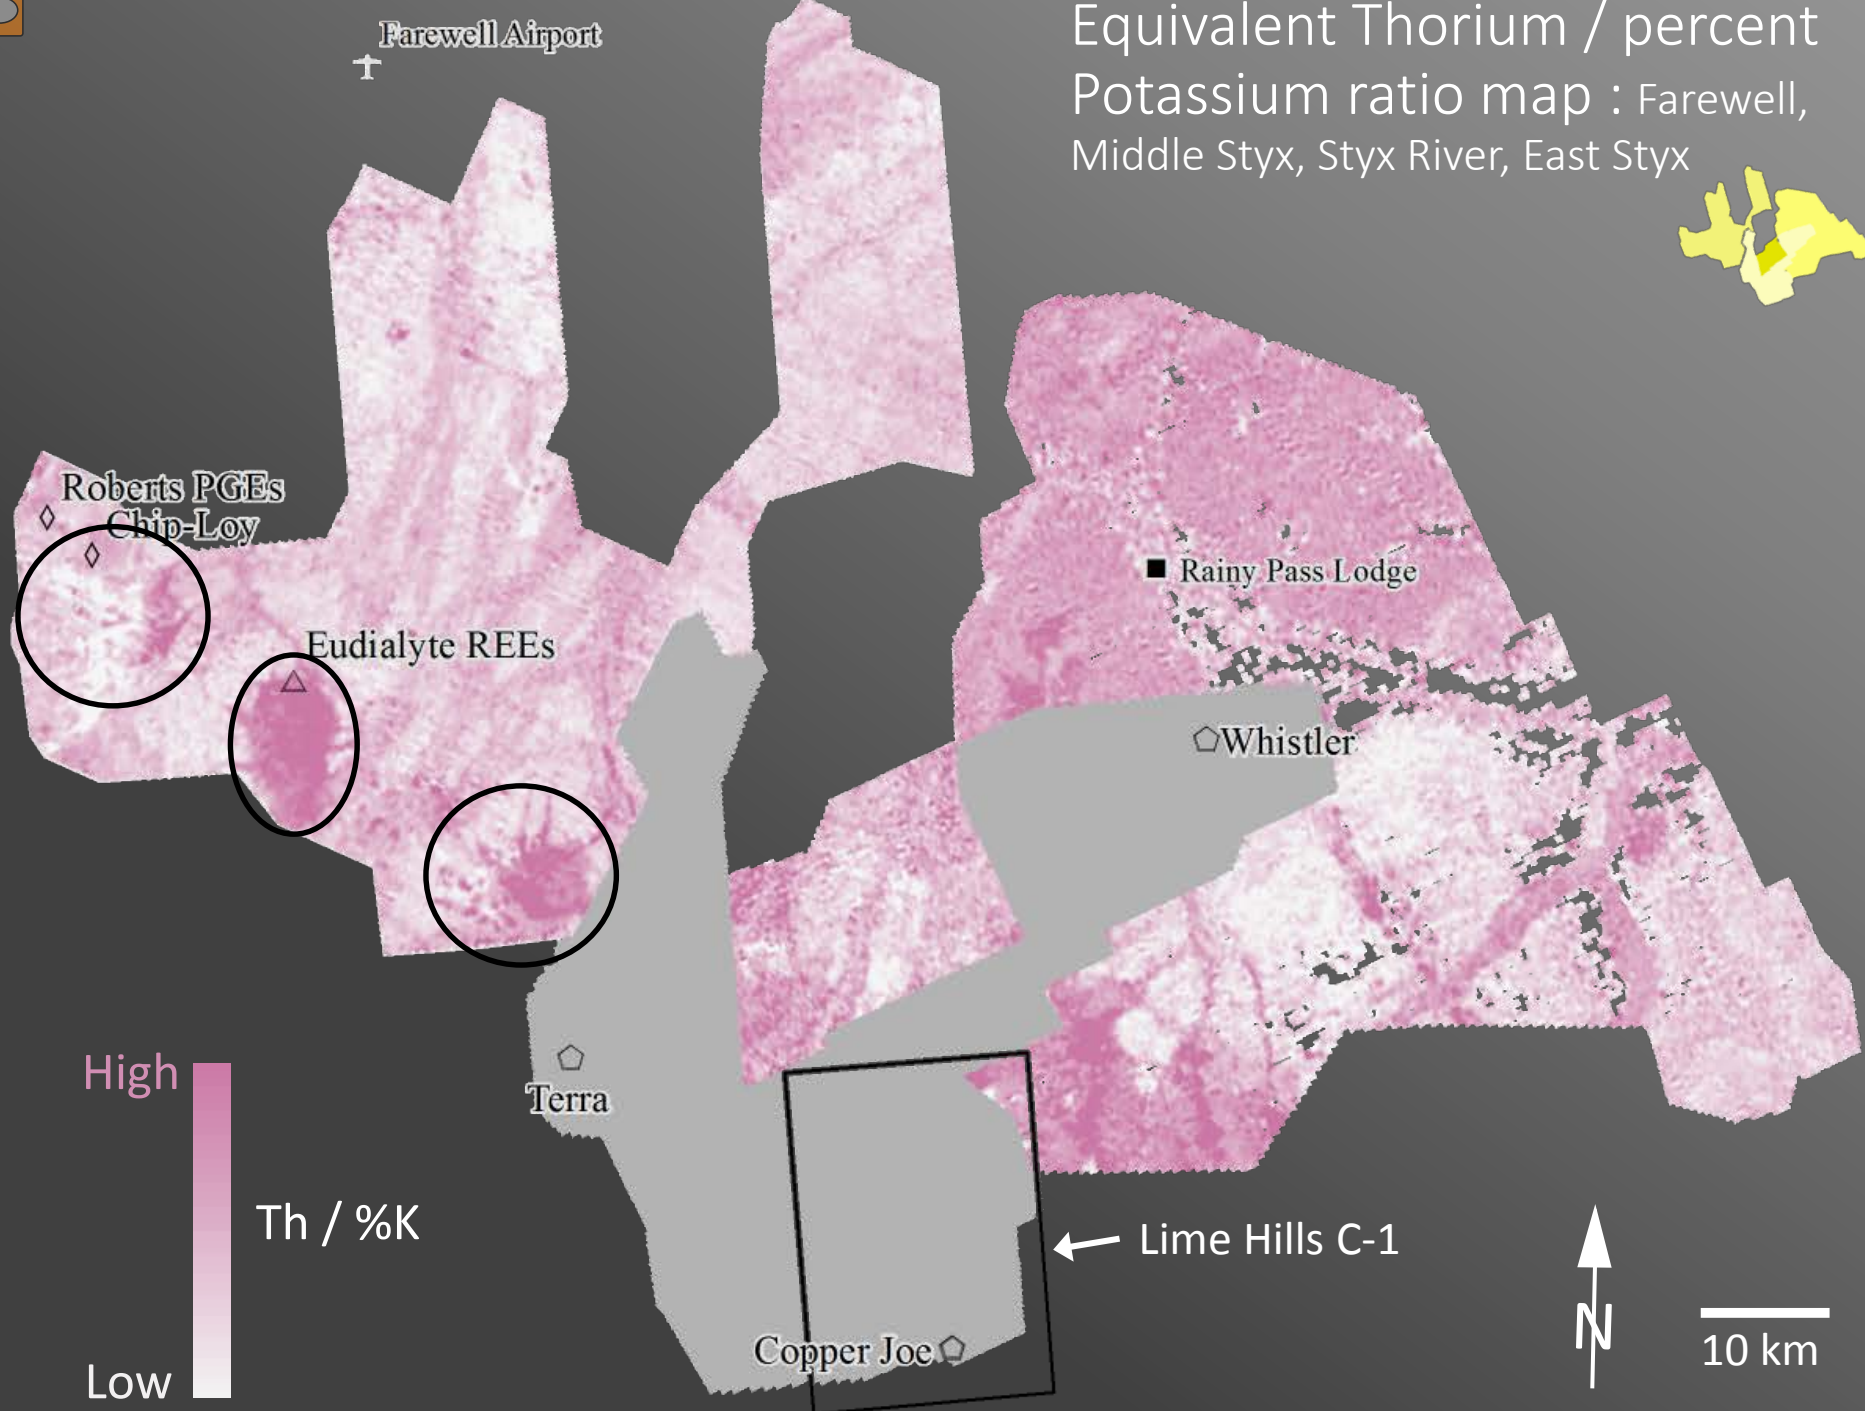 Equivalent Thorium / percent
Potassium ratio map : Farewell,
Middle Styx, Styx River, East Styx
Farewell Airport
Roberts PGEs
Chip-Loy
Eudialyte REEs
Rainy Pass Lodge
Whistler
Terra
High
Th / %K
Low
Lime Hills C-1
Copper Joe
N
10 km